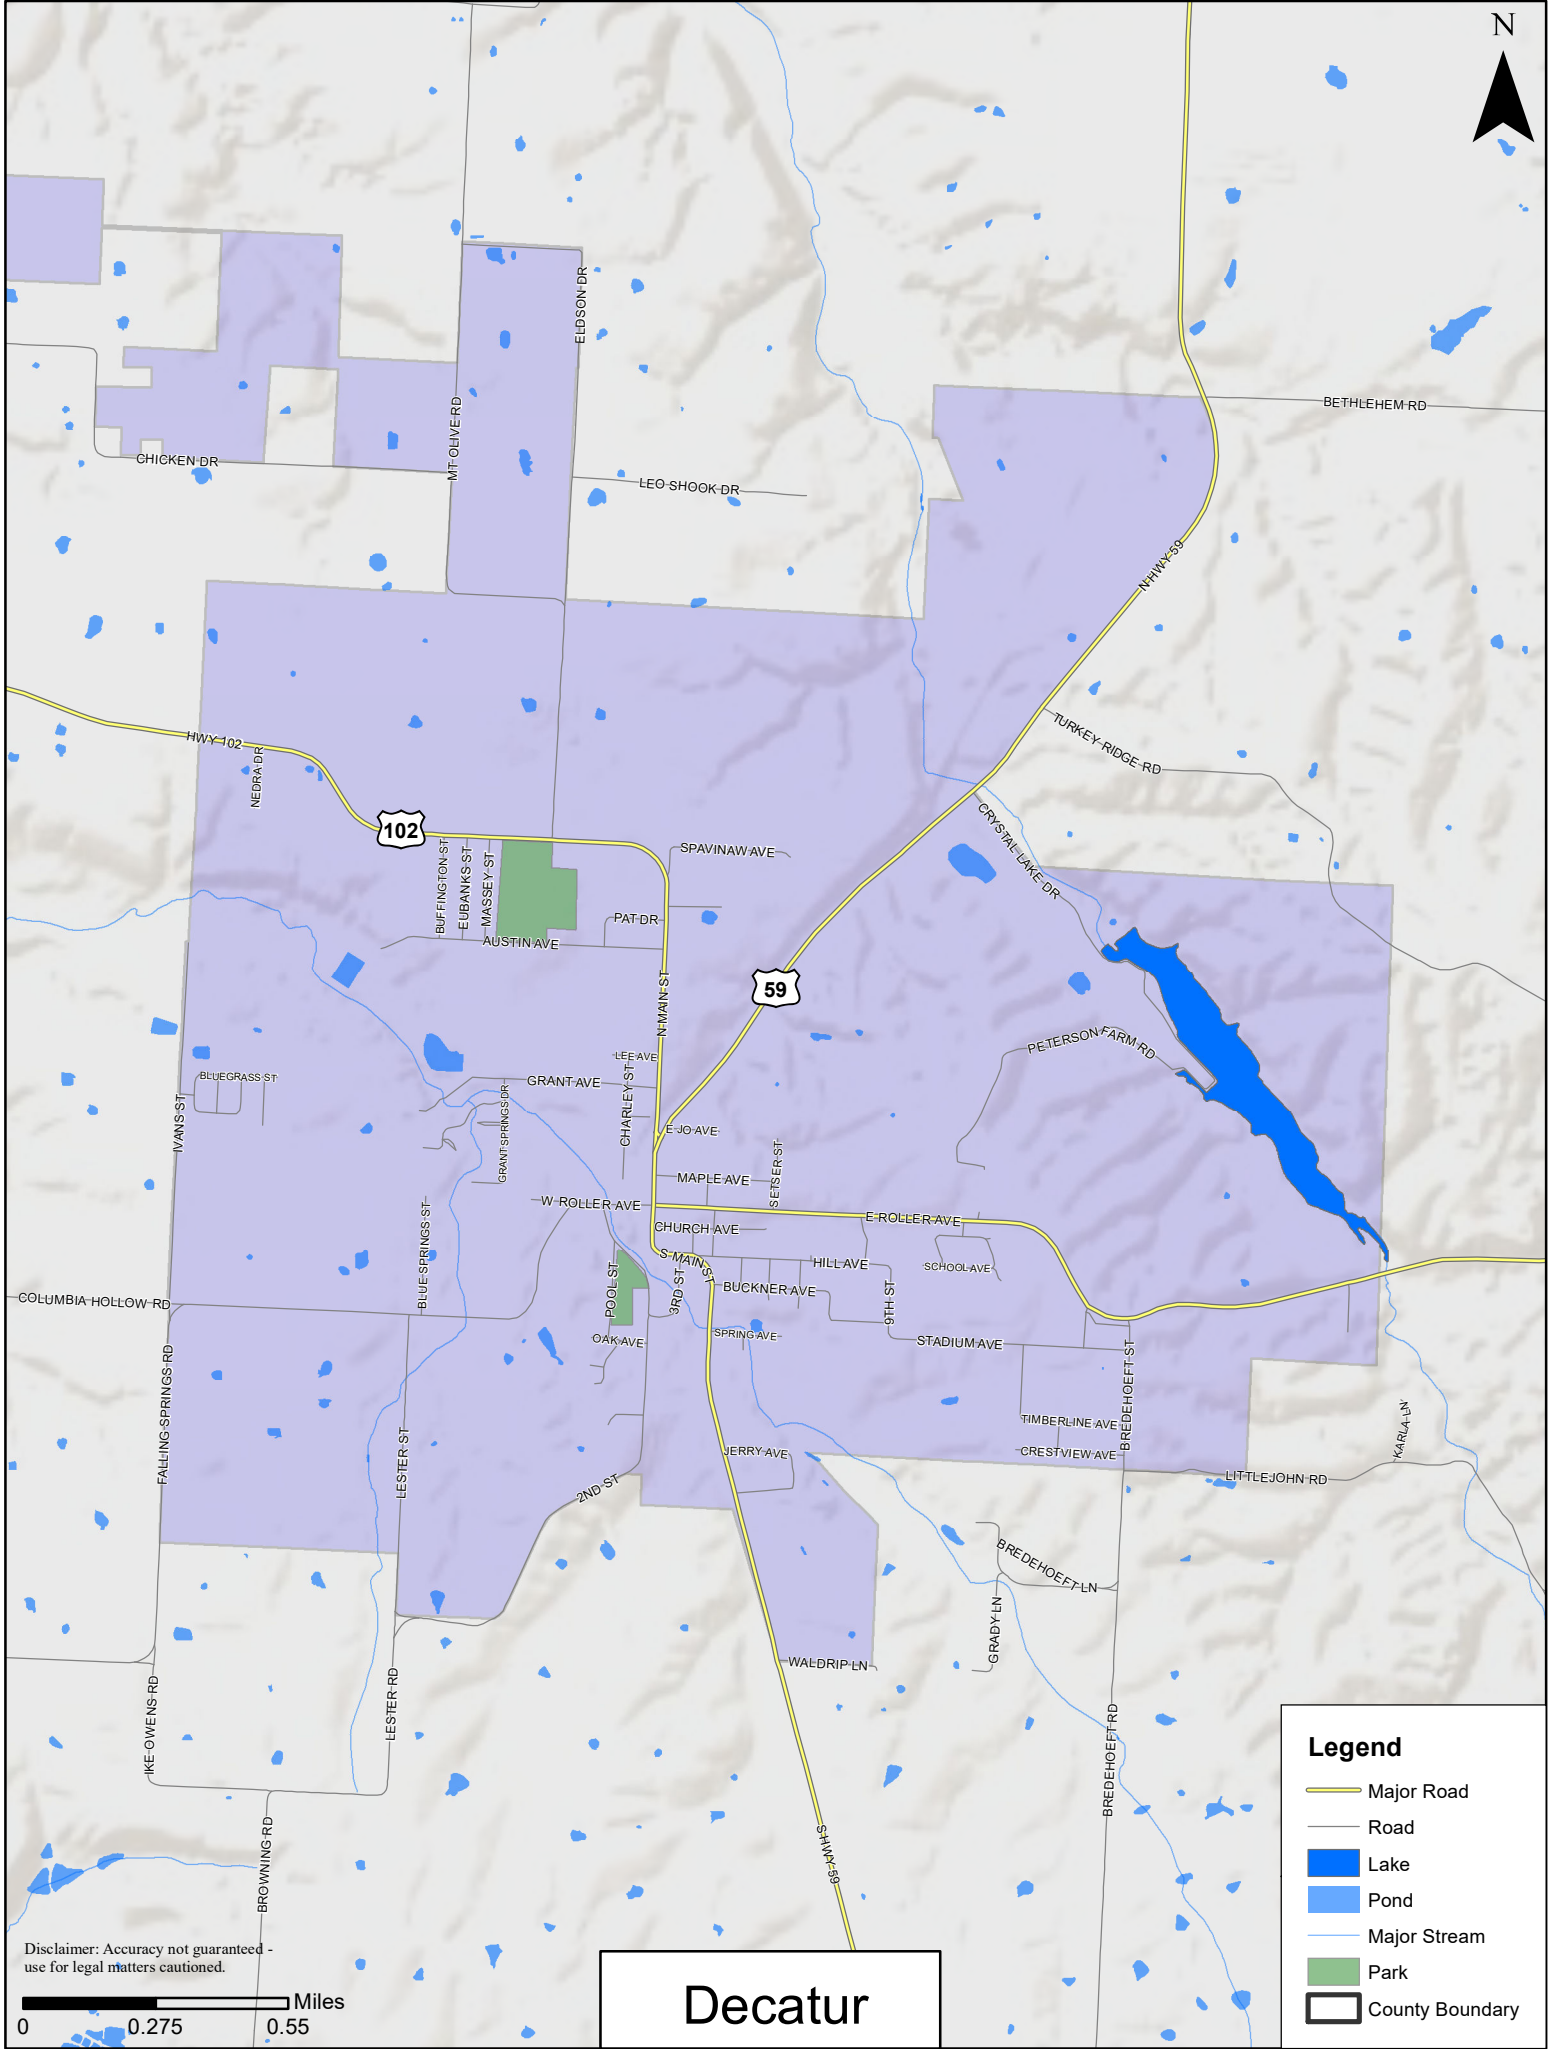 N
BETHLEHEM RD
ELDSON DR
MT OLIVE RD
CHICKEN DR
LEO SHOOK DR
N HWY 59
HWY 102
NEDRA DR
TURKEY RIDGE RD
102
SPAVINAW AVE
CRYSTAL LAKE DR
BUFFINGTON ST
EUBANKS ST
MASSEY ST
PAT DR
AUSTIN AVE
59
N MAIN ST
PETERSON FARM RD
LEE AVE
BLUEGRASS ST
GRANT AVE
IVANS ST
GRANT SPRINGS DR
CHARLEY ST
E JO AVE
MAPLE AVE
SETSER ST
W ROLLER AVE
E ROLLER AVE
CHURCH AVE
BLUE SPRINGS ST
S MAIN ST
HILL AVE
SCHOOL AVE
POOL ST
3RD ST
BUCKNER AVE
9TH ST
COLUMBIA HOLLOW RD
OAK AVE
SPRING AVE
STADIUM AVE
FALLING SPRINGS RD
BREDEHOEFT ST
TIMBERLINE AVE
KARLA LN
LESTER ST
JERRY AVE
CRESTVIEW AVE
LITTLEJOHN RD
2ND ST
BREDEHOEFT LN
GRADY LN
WALDRIP LN
IKE OWENS RD
LESTER RD
BREDEHOEFT RD
S HWY 59
BROWNING RD
Legend
Major Road
Road
Lake
Pond
Major Stream
Park
County Boundary
Disclaimer: Accuracy not guaranteed -
use for legal matters cautioned.
Miles
0 0.275 0.55
Decatur